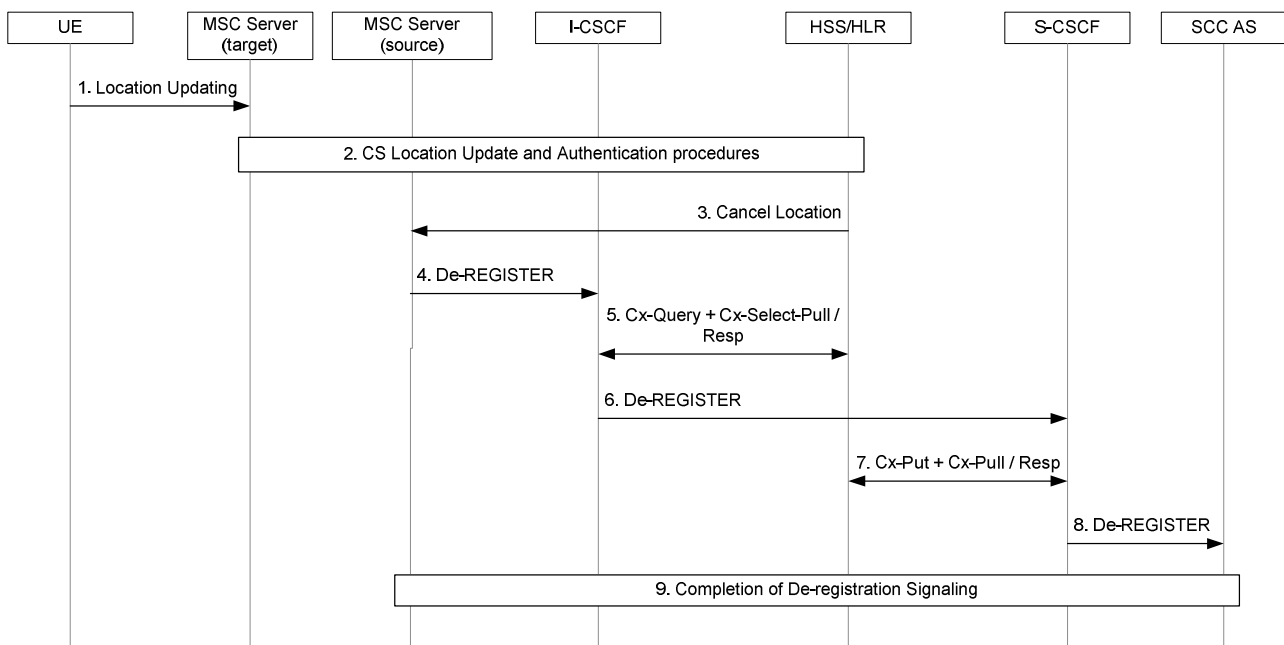 UE
MSC Server
(target)
MSC Server
(source)
I-CSCF
HSS/HLR
S-CSCF
SCC AS
1. Location Updating
2. CS Location Update and Authentication procedures
3. Cancel Location
4. De-REGISTER
5. Cx-Query + Cx-Select-Pull /
Resp
6. De-REGISTER
7. Cx-Put + Cx-Pull / Resp
8. De-REGISTER
9. Completion of De-registration Signaling